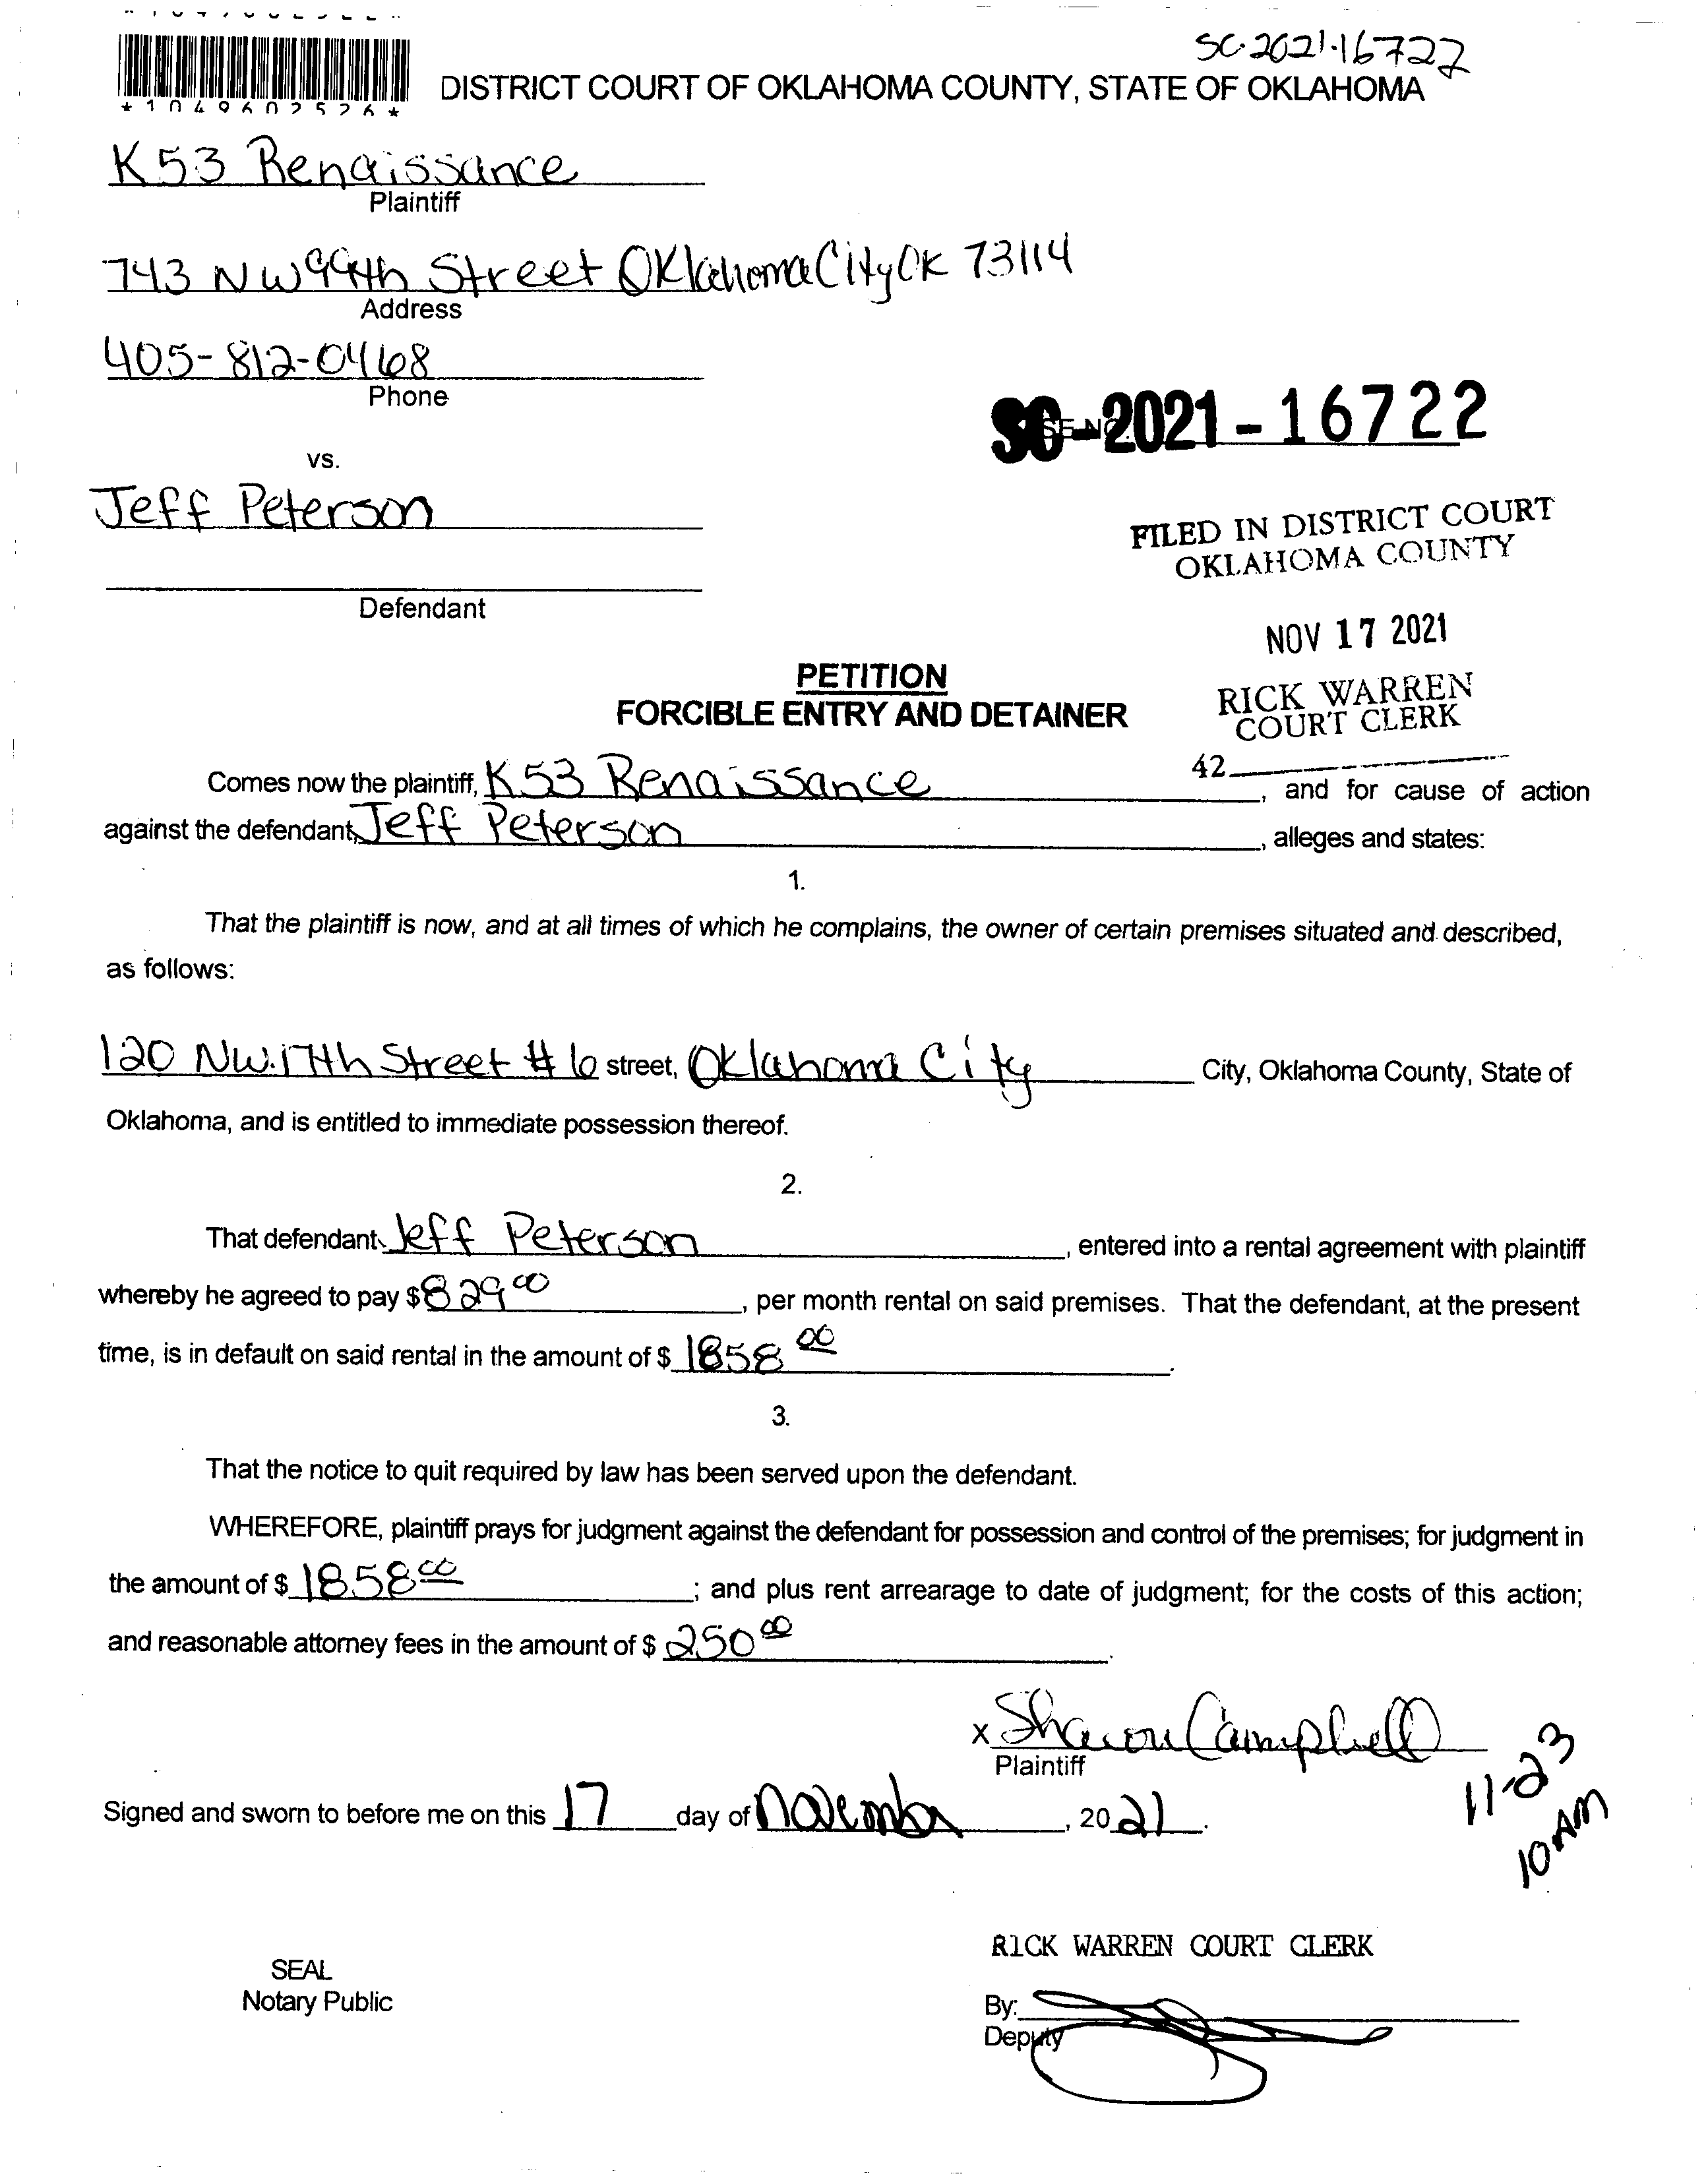 SC-2021-16722
*1049602526*
DISTRICT COURT OF OKLAHOMA COUNTY, STATE OF OKLAHOMA
K53 Renaissance
Plaintiff
743 NW 99th Street Oklahoma City OK 73114
Address
405-812-0468
Phone
SC-2021-16722
vs.
Jeff Peterson
FILED IN DISTRICT COURT
OKLAHOMA COUNTY
Defendant
NOV 17 2021
PETITION
FORCIBLE ENTRY AND DETAINER
RICK WARREN
COURT CLERK
42
Comes now the plaintiff, K53 Renaissance, and for cause of action
against the defendant, Jeff Peterson, alleges and states:
1.
That the plaintiff is now, and at all times of which he complains, the owner of certain premises situated and described,
as follows:
120 NW.17th Street #6 street, Oklahoma City City, Oklahoma County, State of
Oklahoma, and is entitled to immediate possession thereof.
2.
That defendant Jeff Peterson, entered into a rental agreement with plaintiff
whereby he agreed to pay $829 00, per month rental on said premises. That the defendant, at the present
time, is in default on said rental in the amount of $ 1858 00.
3.
That the notice to quit required by law has been served upon the defendant.
WHEREFORE, plaintiff prays for judgment against the defendant for possession and control of the premises; for judgment in
the amount of $ 1858 00; and plus rent arrearage to date of judgment; for the costs of this action;
and reasonable attorney fees in the amount of $ 250 00.
x Sharon Campbell
Plaintiff
11-23
10 AM
Signed and sworn to before me on this 17 day of November, 2021.
RICK WARREN COURT CLERK
SEAL
Notary Public
By:
Deputy